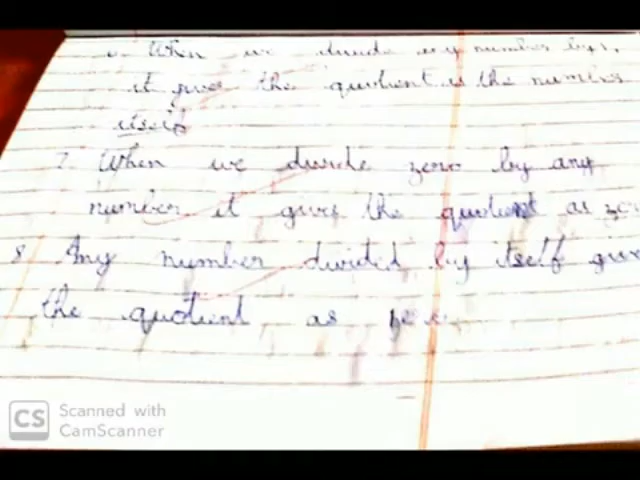 6. When we divide any number by 1,
it gives the quotient is the number
itself
7. When we divide zero by any
number it gives the quotient as zero
8. Any number divided by itself gives
the quotient as
CS Scanned with
CamScanner